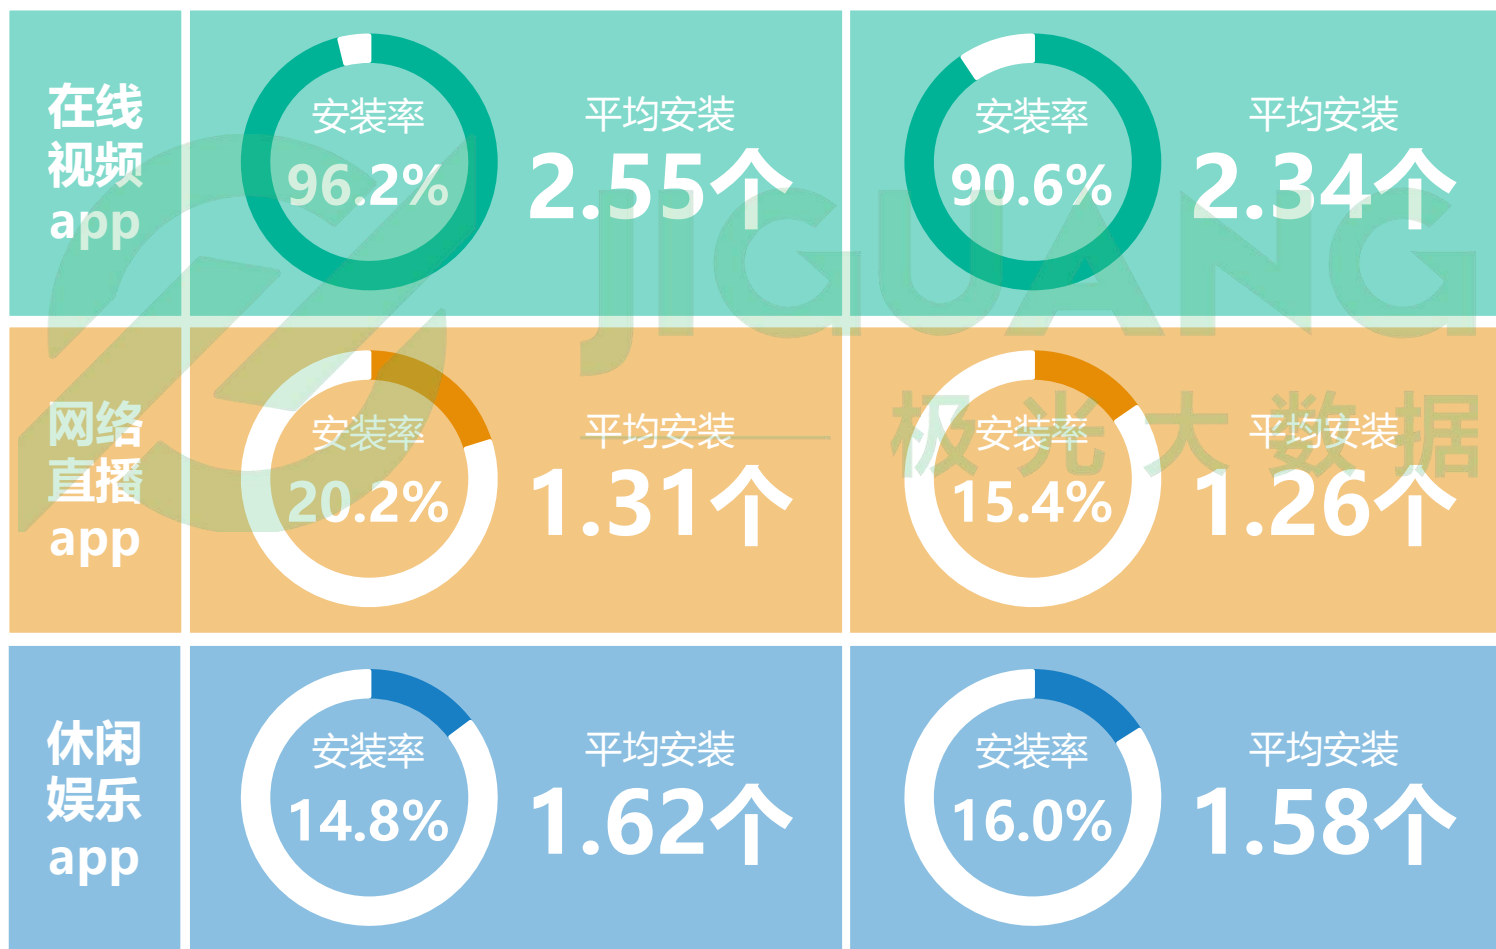 在线
视频
app
安装率
96.2%
平均安装
2.55个
安装率
90.6%
平均安装
2.34个
JIGUANG
极光大数据
网络
直播
app
安装率
20.2%
平均安装
1.31个
安装率
15.4%
平均安装
1.26个
休闲
娱乐
app
安装率
14.8%
平均安装
1.62个
安装率
16.0%
平均安装
1.58个